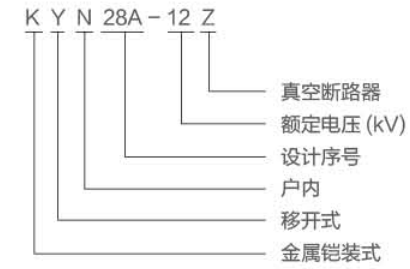 K Y N 28A-12 Z
真空断路器
额定电压(kV)
设计序号
户内
移开式
金属铠装式